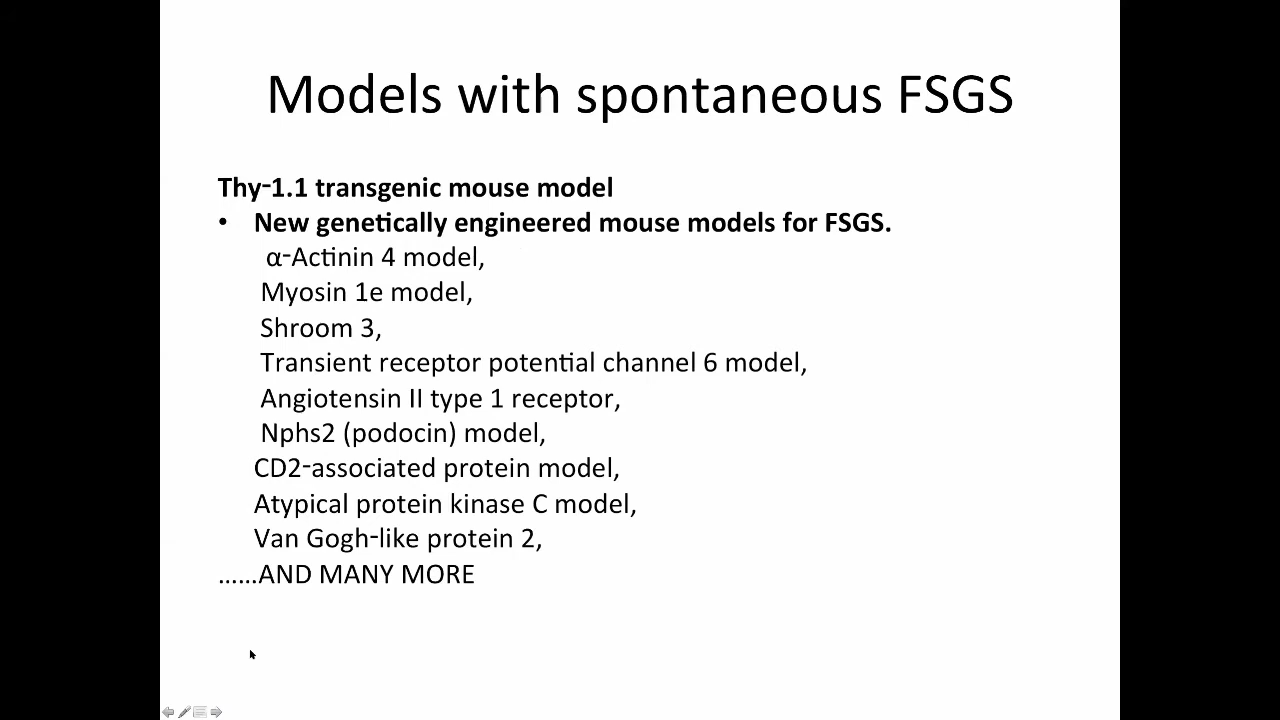 Models with spontaneous FSGS
Thy-1.1 transgenic mouse model
• New genetically engineered mouse models for FSGS.
α-Actinin 4 model,
Myosin 1e model,
Shroom 3,
Transient receptor potential channel 6 model,
Angiotensin II type 1 receptor,
Nphs2 (podocin) model,
CD2-associated protein model,
Atypical protein kinase C model,
Van Gogh-like protein 2,
......AND MANY MORE